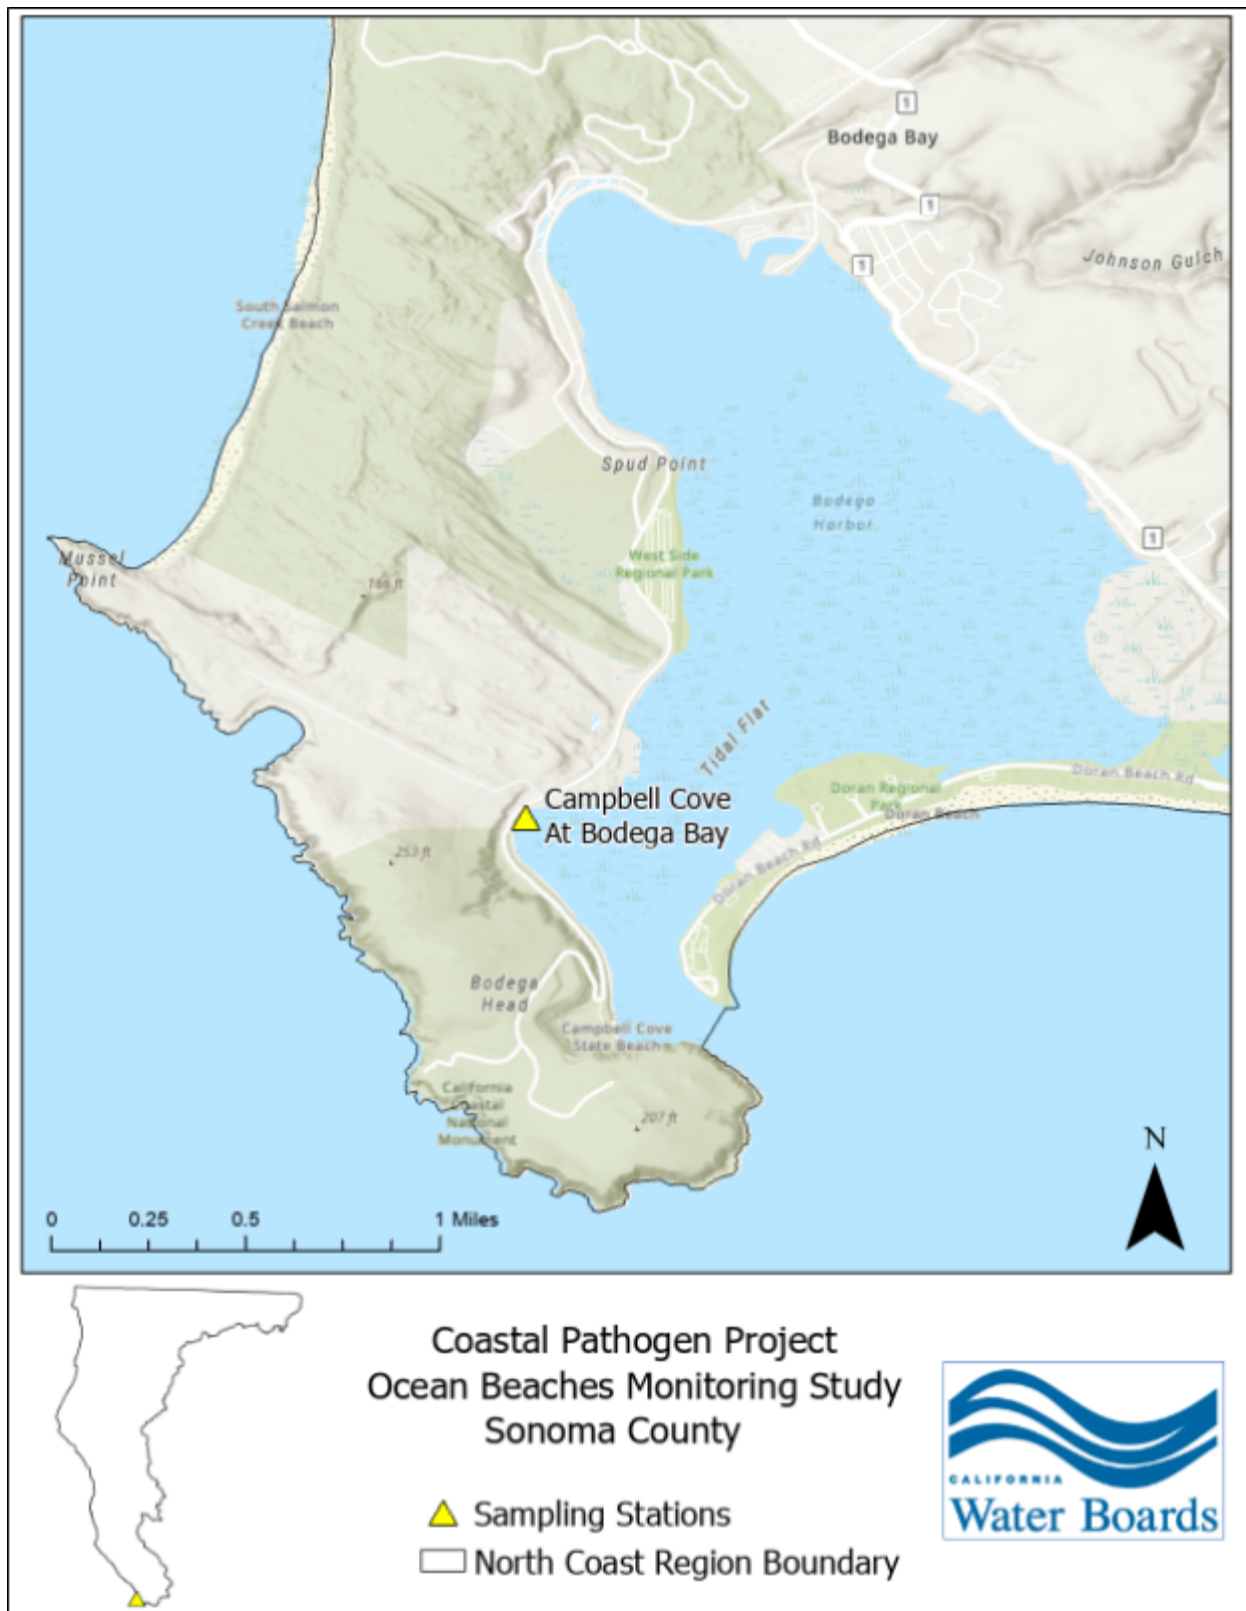 1
Bodega Bay
1
1
Johnson Gulch
South Salmon
Creek Beach
Spud Point
Bodega
Harbor
1
Mussel
Point
166 ft
West Side
Regional Park
Tidal Flat
Doran Beach Rd
Doran Regional
Park
Doran Beach
Campbell Cove
At Bodega Bay
253 ft
Doran Beach Rd
Bodega
Head
Campbell Cove
State Beach
California
Coastal
National
Monument
207 ft
N
0 0.25 0.5 1 Miles
Coastal Pathogen Project
Ocean Beaches Monitoring Study
Sonoma County
Sampling Stations
North Coast Region Boundary
CALIFORNIA
Water Boards